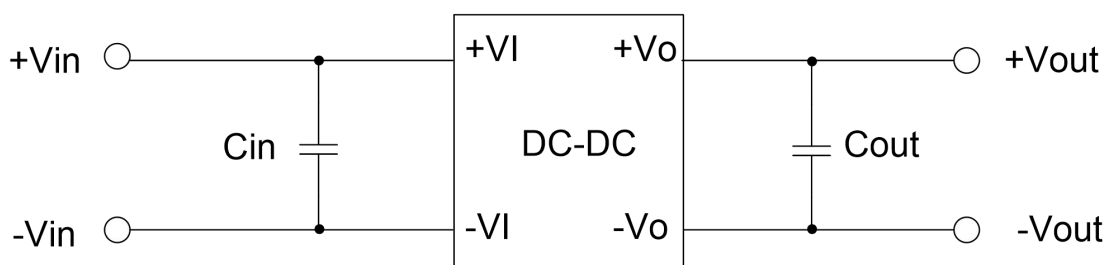 +Vin
+VI
+Vo
+Vout
Cin
DC-DC
Cout
-Vin
-VI
-Vo
-Vout